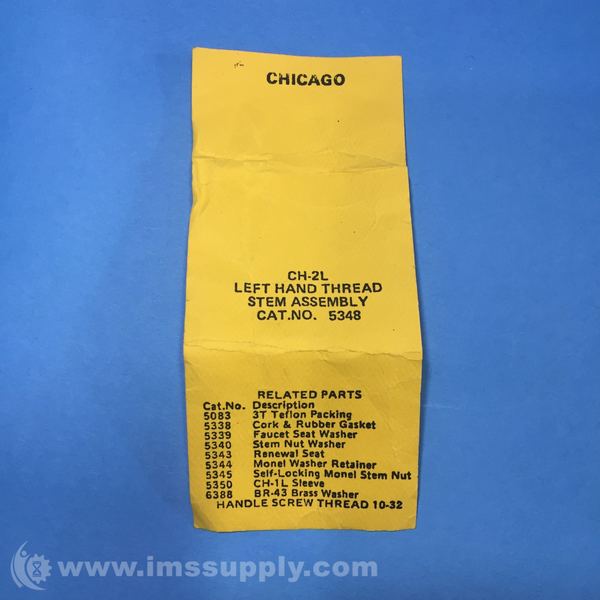 CHICAGO
CH-2L
LEFT HAND THREAD
STEM ASSEMBLY
CAT.NO. 5348
RELATED PARTS
Cat.No. Description
5083 3T Teflon Packing
5338 Cork & Rubber Gasket
5339 Faucet Seat Washer
5340 Stem Nut Washer
5343 Renewal Seat
5344 Monel Washer Retainer
5345 Self-Locking Monel Stem Nut
5350 CH-1L Sleeve
6388 BR-43 Brass Washer
HANDLE SCREW THREAD 10-32
www.imssupply.com